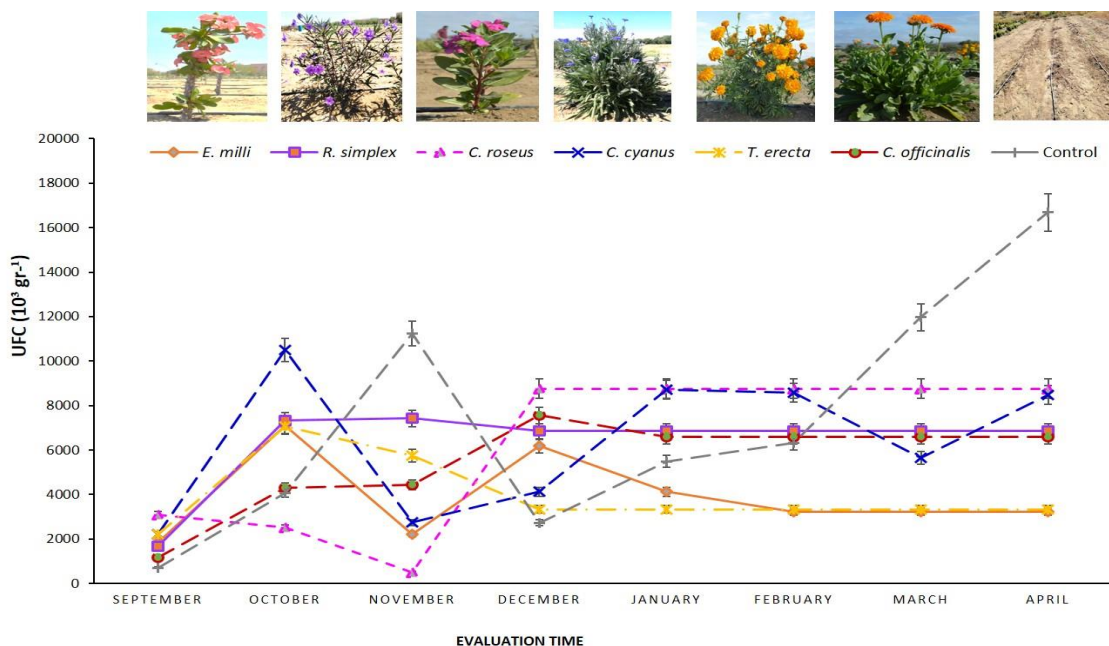 20000
E. milli R. simplex C. roseus C. cyanus T. erecta C. officinalis Control
18000
16000
14000
12000
10000
8000
6000
4000
2000
0
UFC (10³ gr⁻¹)
SEPTEMBER OCTOBER NOVEMBER DECEMBER JANUARY FEBRUARY MARCH APRIL
EVALUATION TIME